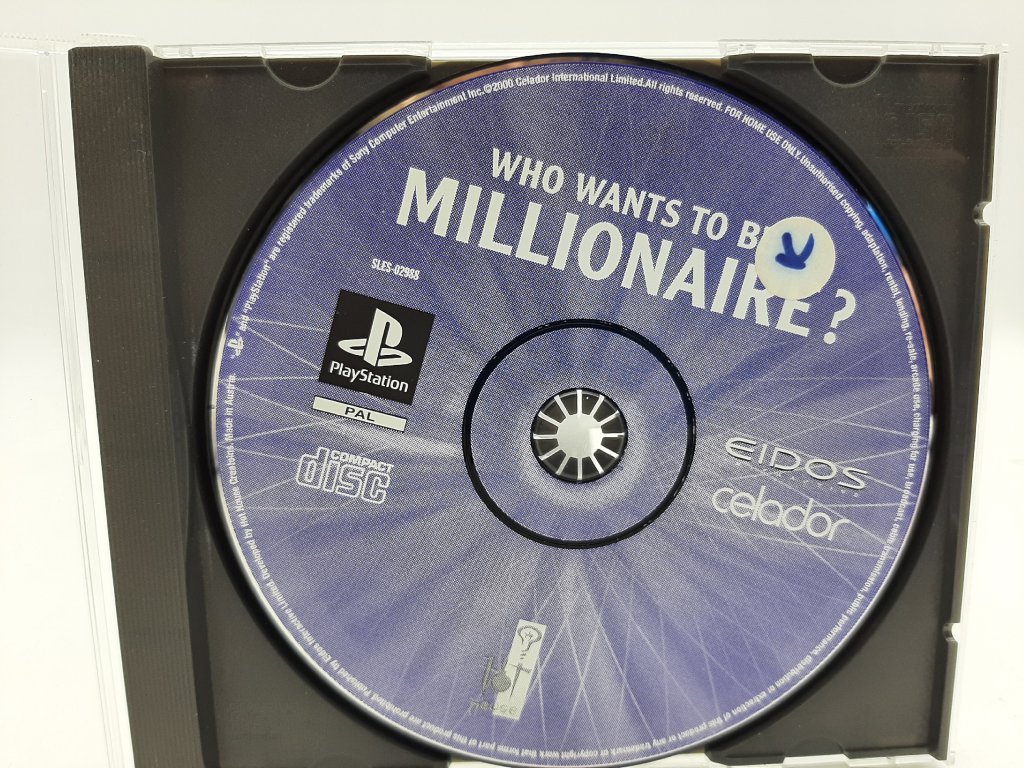 WHO WANTS TO B
MILLIONAIRE?
SLES-02988
PlayStation
PAL
COMPACT
disc
EIDOS
INTERACTIVE
celador
hot
house
and "PlayStation" are registered trademarks of Sony Computer Entertainment Inc. ©2000 Celador International Limited. All rights reserved. FOR HOME USE ONLY. Unauthorised copying, adaptation, rental, lending, re-sale, arcade use, charging for use, broadcast, cable transmission, public performance, distribution or extraction of this product or any trademark or copyright work that forms part of this product are prohibited. Published by Eidos Interactive Limited Developed by Hot House Creations. Made in Austria.